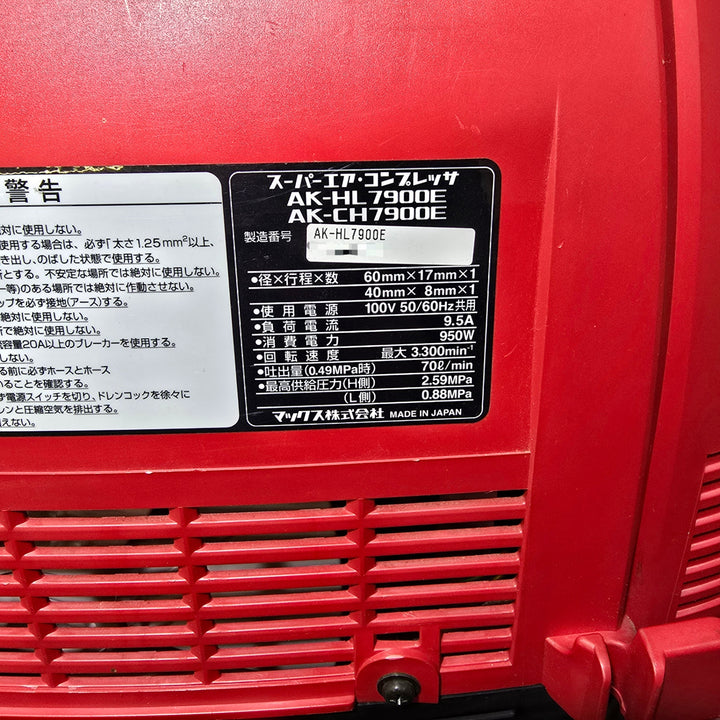 警告
対に使用しない。
使用する場合は、必ず「太さ1.25mm²以上、
き出し、のばした状態で使用する。
所とする。不安定な場所では絶対に使用しない。
ー等)のある場所では絶対に作動させない。
ップを必ず接地(アース)する。
絶対に使用しない。
所で絶対に使用しない。
流容量20A以上のブレーカーを使用する。
しない。
る前に必ずホースとホース
いることを確認する。
ず電源スイッチを切り、ドレンコックを徐々に
レンと圧縮空気を排出する。
えない。
スーパーエア・コンプレッサ
AK-HL7900E
AK-CH7900E
製造番号 AK-HL7900E
●径×行程×数 60mm×17mm×1
40mm× 8mm×1
●使用電源 100V 50/60Hz共用
●負荷電流 9.5A
●消費電力 950W
●回転速度 最大 3.300min⁻¹
●吐出量(0.49MPa時) 70ℓ/min
●最高供給圧力(H側) 2.59MPa
(L側) 0.88MPa
マックス株式会社 MADE IN JAPAN